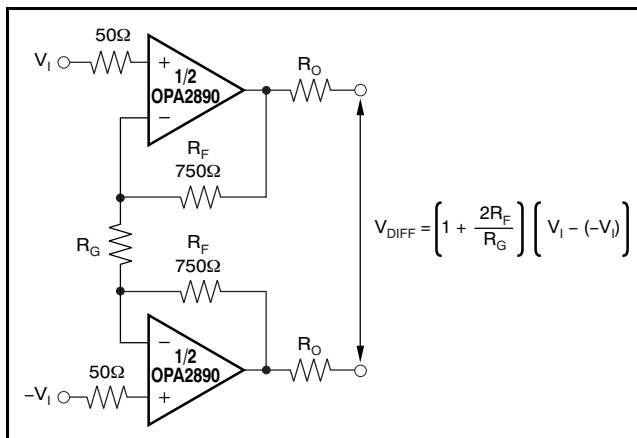 50Ω
V_I
+
1/2
OPA2890
−
R_O
R_F
750Ω
R_G
V_DIFF = (1 + 2R_F/R_G) (V_I − (−V_I))
R_F
750Ω
−
1/2
OPA2890
+
R_O
50Ω
−V_I